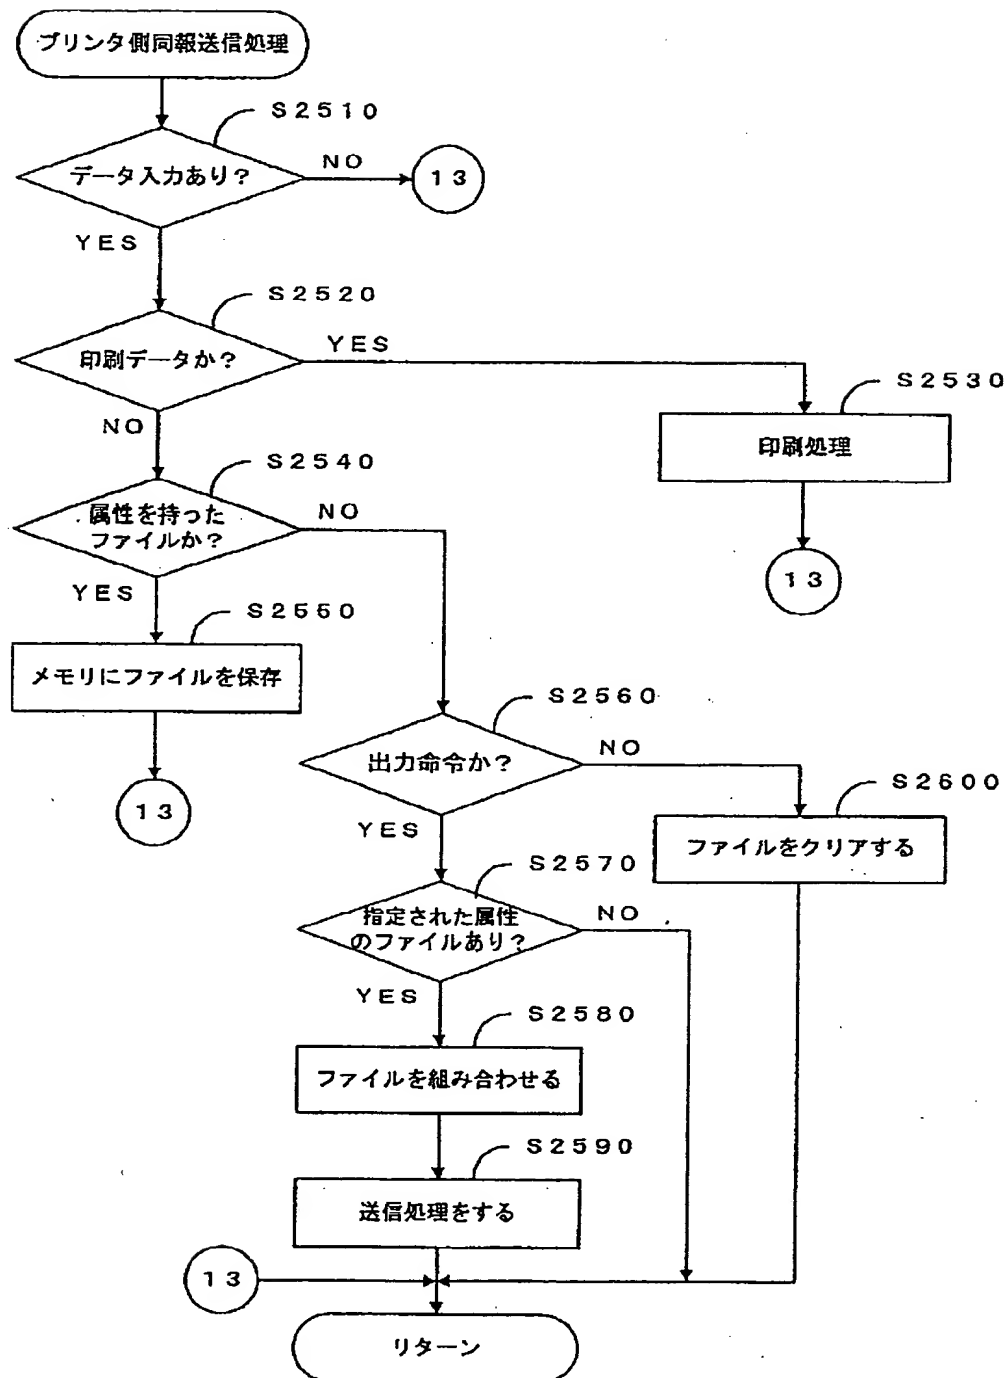 プリンタ側同報送信処理
S2510
データ入力あり?
NO
13
YES
S2520
印刷データか?
YES
S2530
印刷処理
13
NO
S2540
属性を持った
ファイルか?
NO
YES
S2550
メモリにファイルを保存
13
S2560
出力命令か?
NO
S2600
ファイルをクリアする
YES
S2570
指定された属性
のファイルあり?
NO
YES
S2580
ファイルを組み合わせる
S2590
送信処理をする
13
リターン